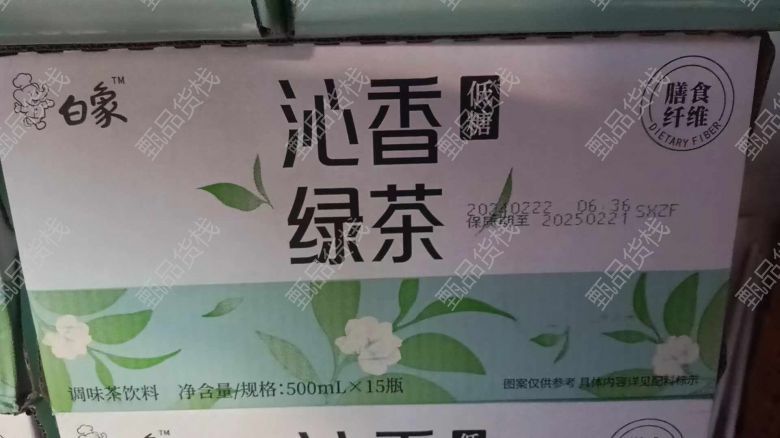 白象™
沁香
绿茶
低糖
膳食
纤维
DIETARY FIBER
20240222 06:36
保质期至 20250221 SXZF
调味茶饮料 净含量/规格:500mL×15瓶
图案仅供参考 具体内容详见配料标示
甄品货栈